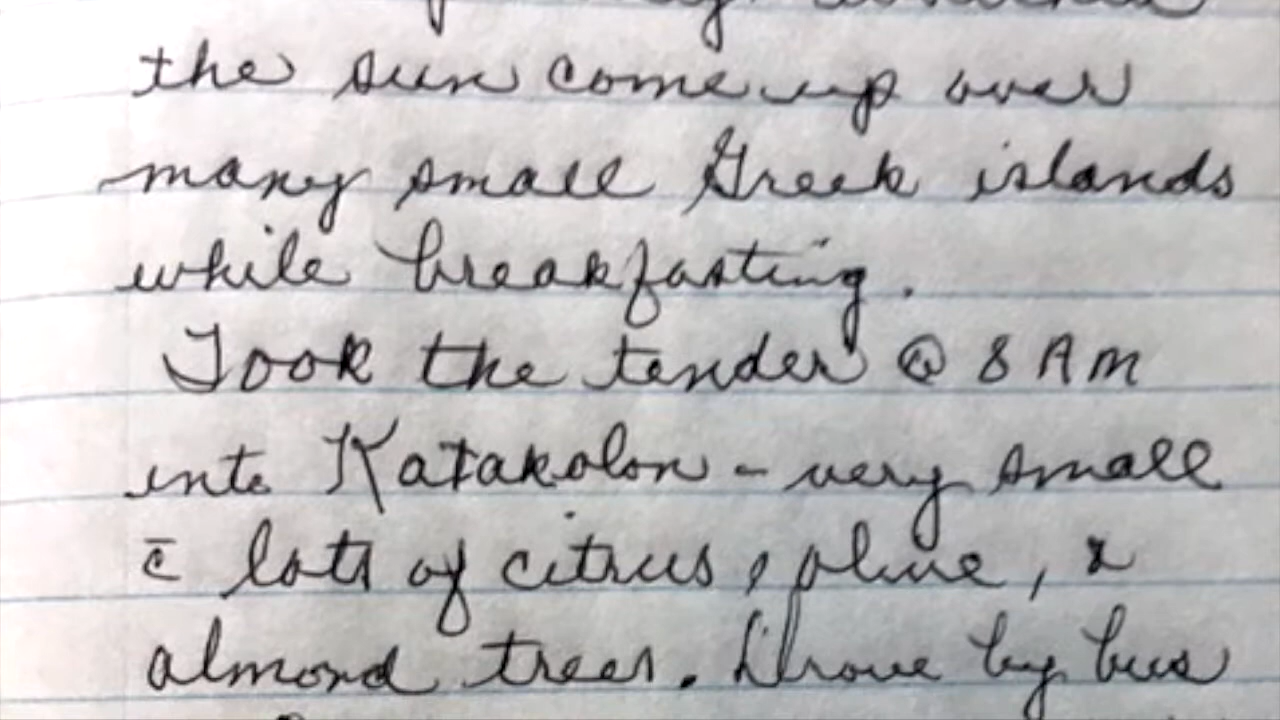 the sun come up over
many small Greek islands
while breakfasting.
Took the tender @ 8 AM
into Katakolon - very small
c̄ lots of citrus, olive, &
almond trees. Drove by bus